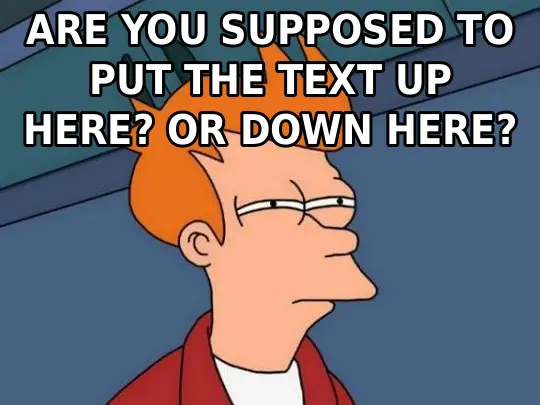 ARE YOU SUPPOSED TO
PUT THE TEXT UP
HERE? OR DOWN HERE?